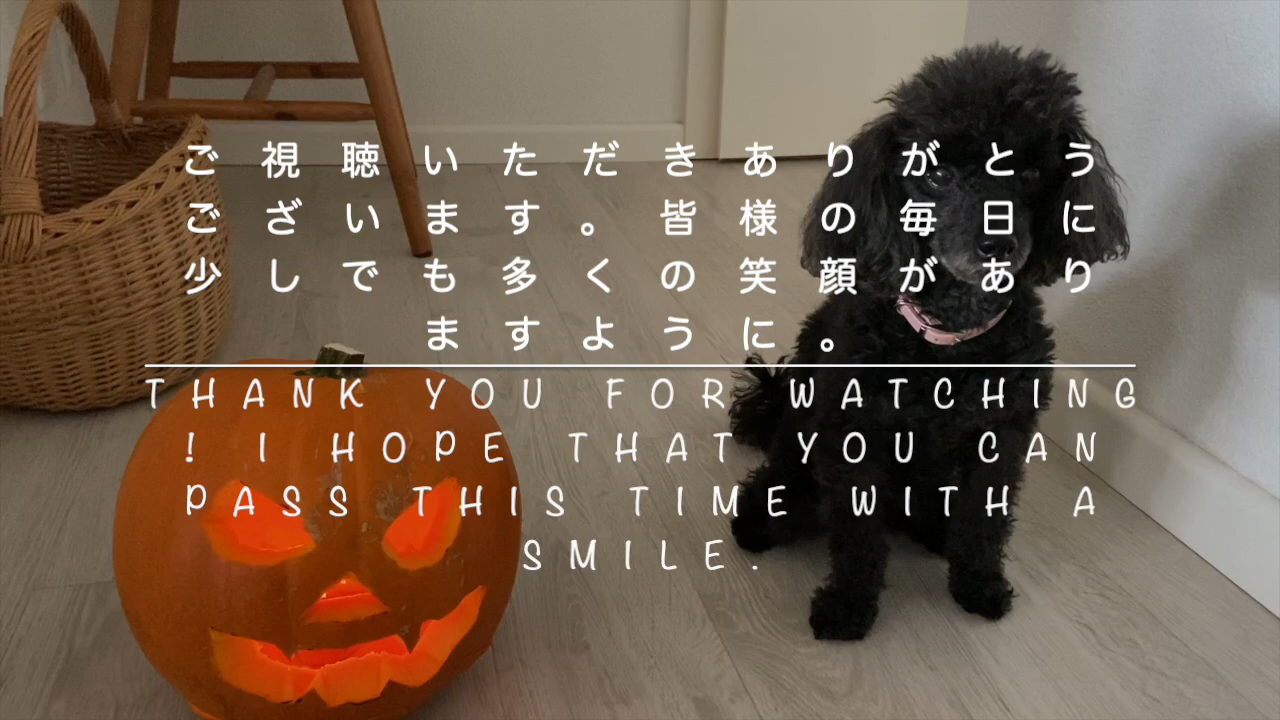 ご視聴いただきありがとう
ございます。皆様の毎日に
少しでも多くの笑顔があり
ますように。
THANK YOU FOR WATCHING
! I HOPE THAT YOU CAN
PASS THIS TIME WITH A
SMILE.